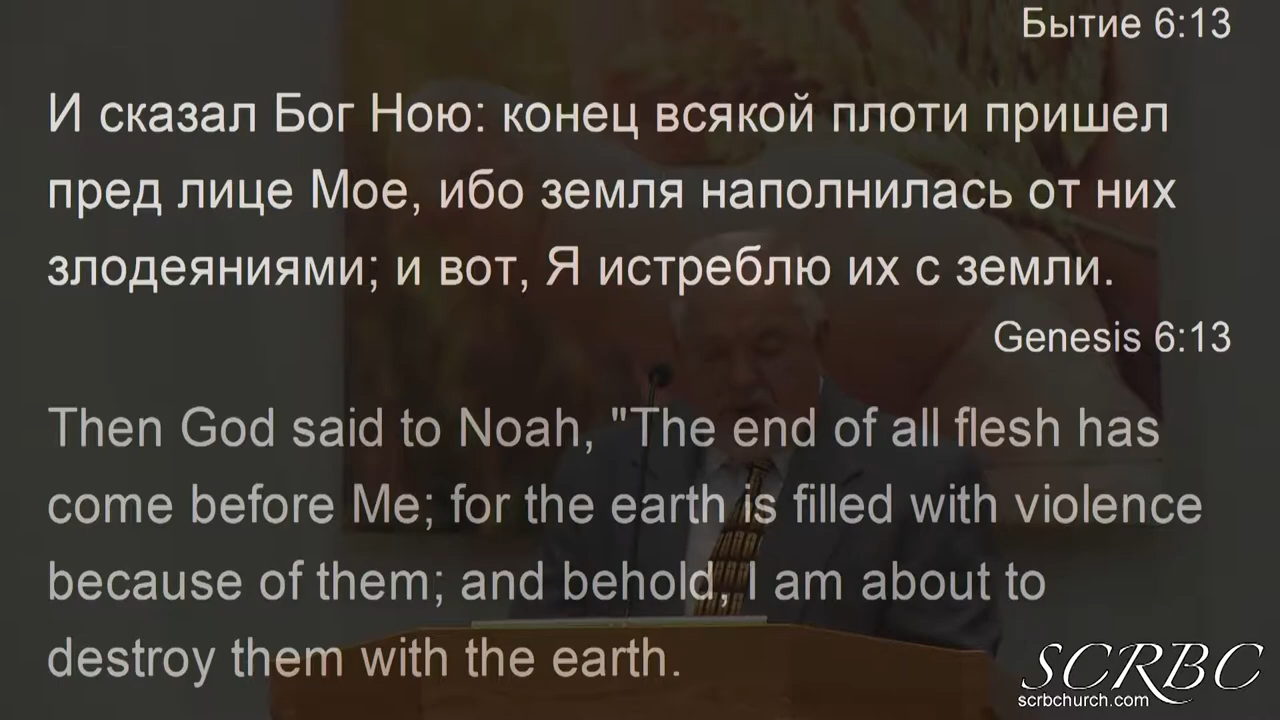 Бытие 6:13
И сказал Бог Ною: конец всякой плоти пришел
пред лице Мое, ибо земля наполнилась от них
злодеяниями; и вот, Я истреблю их с земли.
Genesis 6:13
Then God said to Noah, "The end of all flesh has
come before Me; for the earth is filled with violence
because of them; and behold, I am about to
destroy them with the earth.
SCRBC
scrbchurch.com